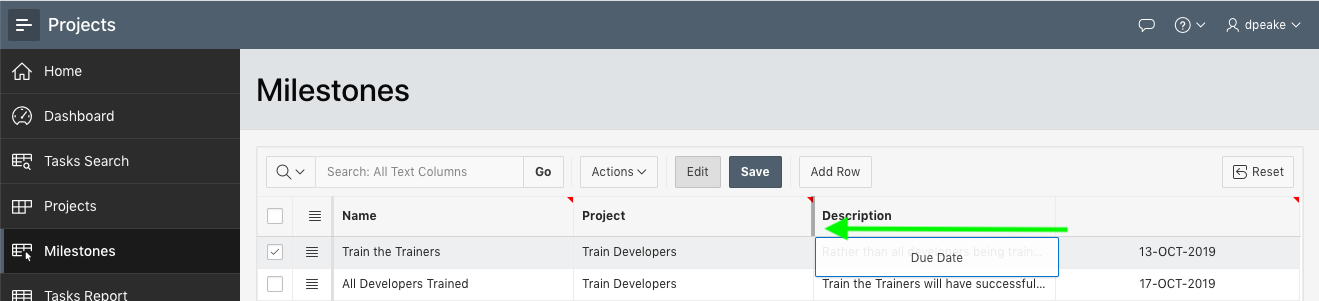 Projects
dpeake
Home
Dashboard
Tasks Search
Projects
Milestones
Tasks Report
Milestones
Search: All Text Columns Go Actions Edit Save Add Row Reset
Name Project Description
Train the Trainers Train Developers Rather than all developers being train... 13-OCT-2019
Due Date
All Developers Trained Train Developers Train the Trainers will have successful... 17-OCT-2019